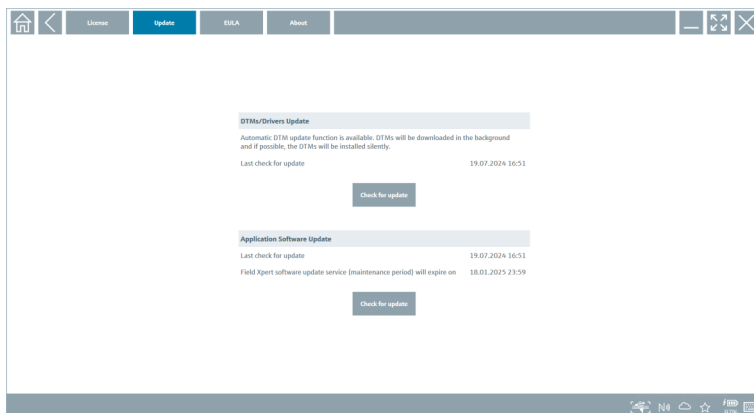 License
Update
EULA
About
DTMs/Drivers Update
Automatic DTM update function is available. DTMs will be downloaded in the background
and if possible, the DTMs will be installed silently.
Last check for update 19.07.2024 16:51
Check for update
Application Software Update
Last check for update 19.07.2024 16:51
Field Xpert software update service (maintenance period) will expire on 18.01.2025 23:59
Check for update